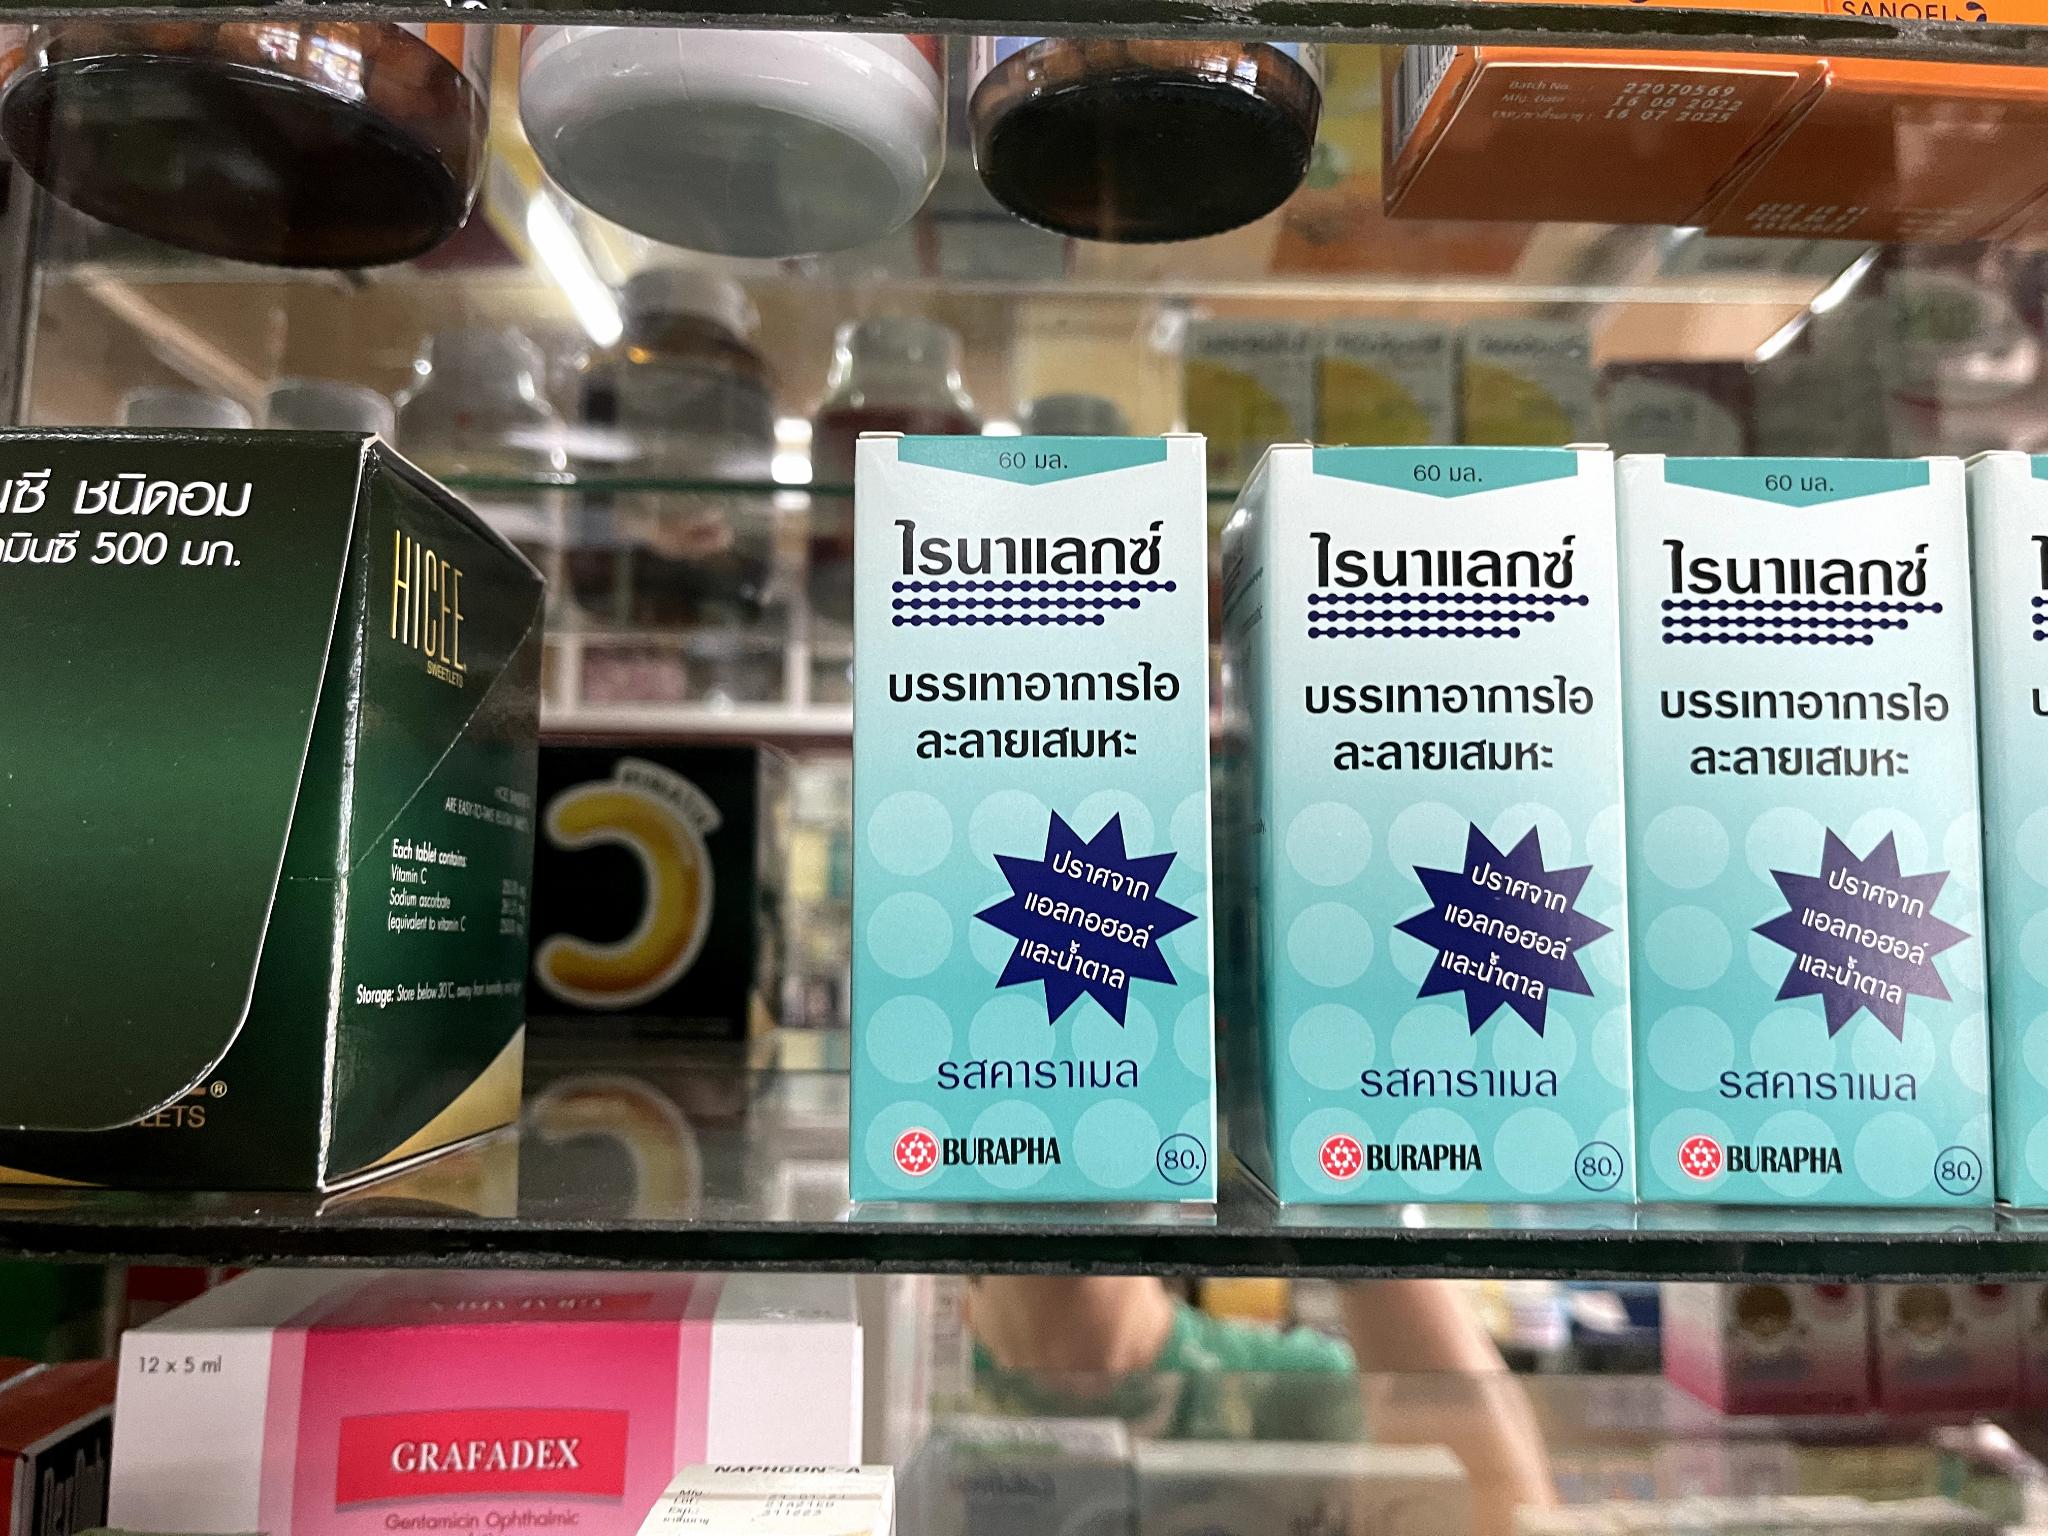 SANOFI
Batch No. : 22070569
Mfg. Date : 16 08 2022
16 07 2025
ชนิดอม
500 มก.
HICEE
SWEETLETS
Each tablet contains:
Vitamin C
Sodium ascorbate
(equivalent to vitamin C
Storage: Store below 30°C, away from
®
60 มล.
ไรนาแลกซ์
บรรเทาอาการไอ
ละลายเสมหะ
ปราศจาก
แอลกอฮอล์
และน้ำตาล
รสคาราเมล
BURAPHA
80.
60 มล.
ไรนาแลกซ์
บรรเทาอาการไอ
ละลายเสมหะ
ปราศจาก
แอลกอฮอล์
และน้ำตาล
รสคาราเมล
BURAPHA
80.
60 มล.
ไรนาแลกซ์
บรรเทาอาการไอ
ละลายเสมหะ
ปราศจาก
แอลกอฮอล์
และน้ำตาล
รสคาราเมล
BURAPHA
80.
12 x 5 ml
GRAFADEX
Gentamicin Ophthalmic
NAPHCON-A